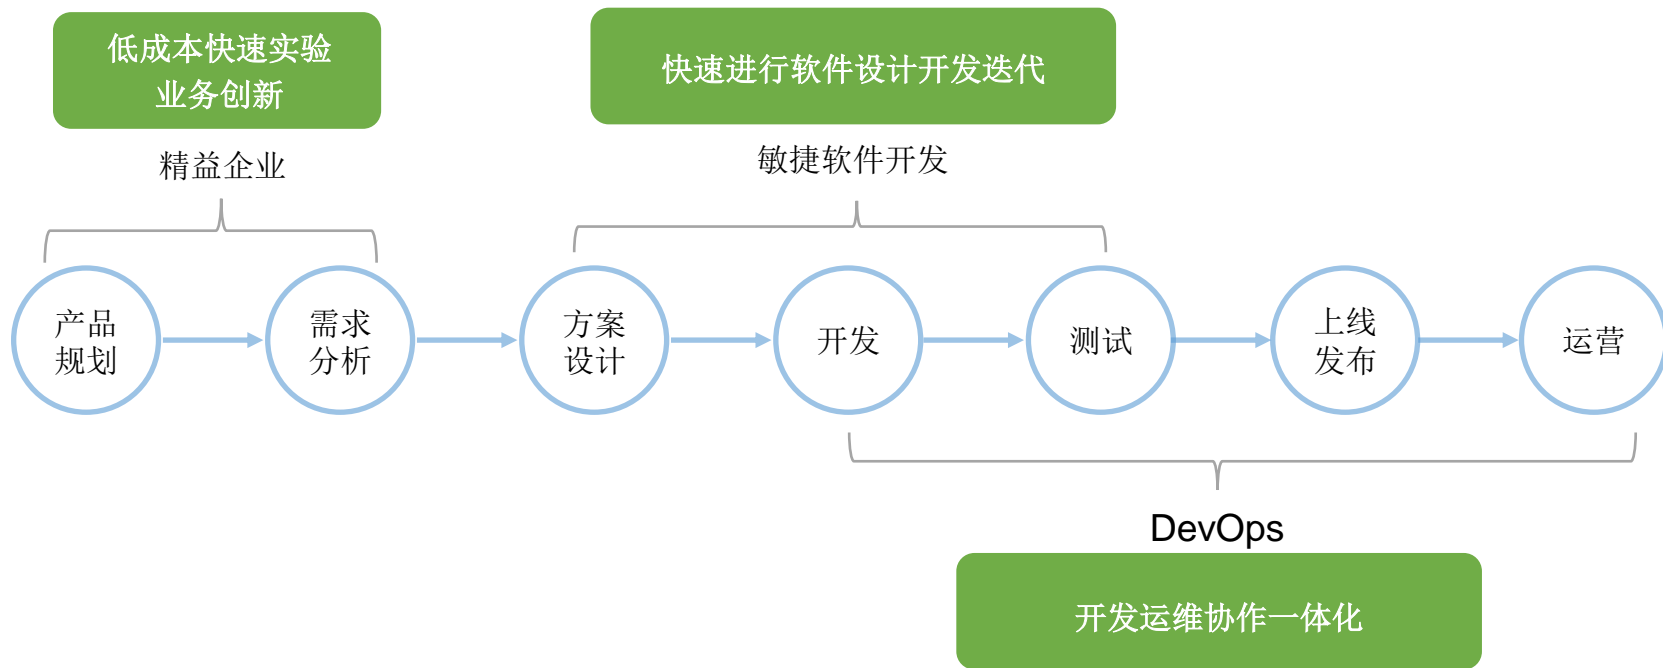 低成本快速实验
业务创新
快速进行软件设计开发迭代
精益企业
敏捷软件开发
产品
规划
需求
分析
方案
设计
开发
测试
上线
发布
运营
DevOps
开发运维协作一体化